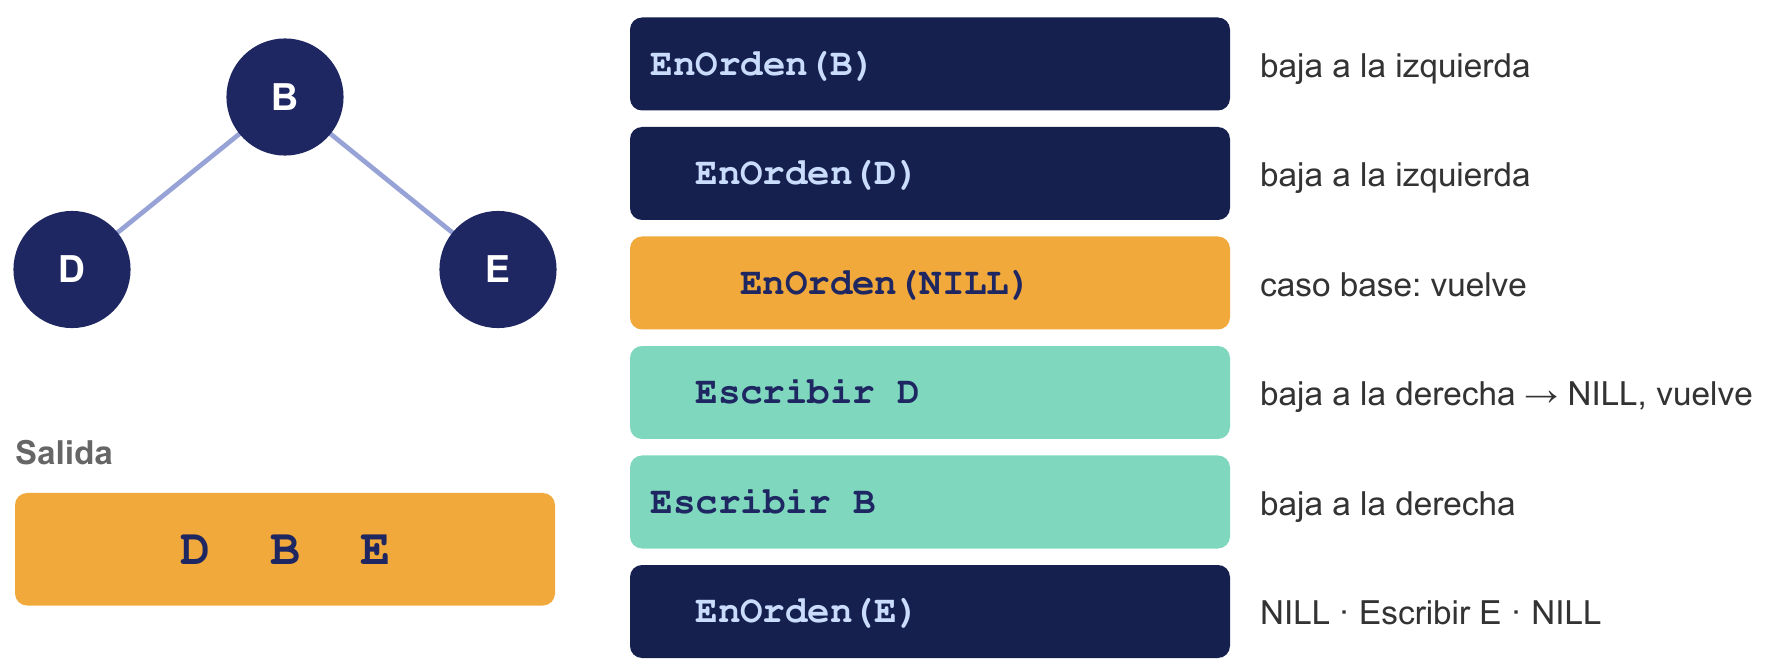 B
D
E
Salida
D B E
EnOrden(B)
baja a la izquierda
EnOrden(D)
baja a la izquierda
EnOrden(NILL)
caso base: vuelve
Escribir D
baja a la derecha → NILL, vuelve
Escribir B
baja a la derecha
EnOrden(E)
NILL · Escribir E · NILL